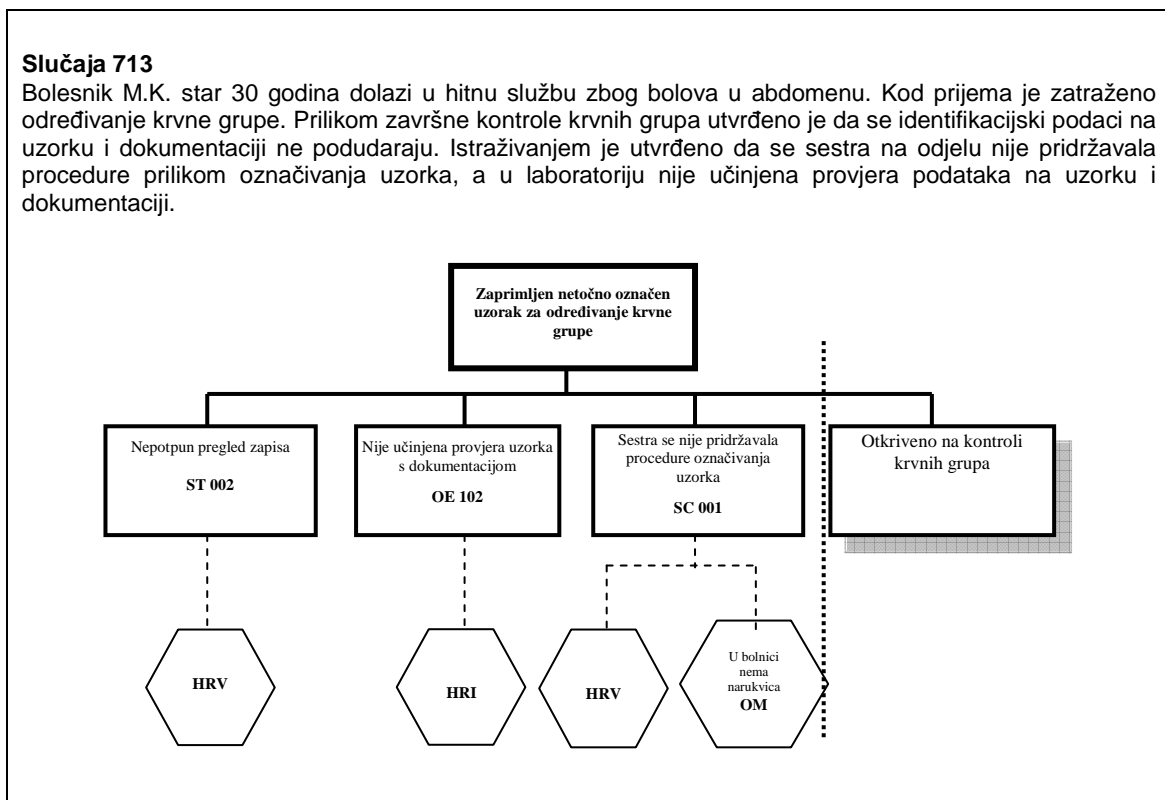 Slučaja 713
Bolesnik M.K. star 30 godina dolazi u hitnu službu zbog bolova u abdomenu. Kod prijema je zatraženo
određivanje krvne grupe. Prilikom završne kontrole krvnih grupa utvrđeno je da se identifikacijski podaci na
uzorku i dokumentaciji ne podudaraju. Istraživanjem je utvrđeno da se sestra na odjelu nije pridržavala
procedure prilikom označivanja uzorka, a u laboratoriju nije učinjena provjera podataka na uzorku i
dokumentaciji.
Zaprimljen netočno označen
uzorak za određivanje krvne
grupe
Nepotpun pregled zapisa
ST 002
Nije učinjena provjera uzorka
s dokumentacijom
OE 102
Sestra se nije pridržavala
procedure označivanja
uzorka
SC 001
Otkriveno na kontroli
krvnih grupa
HRV
HRI
HRV
U bolnici
nema
narukvica
OM